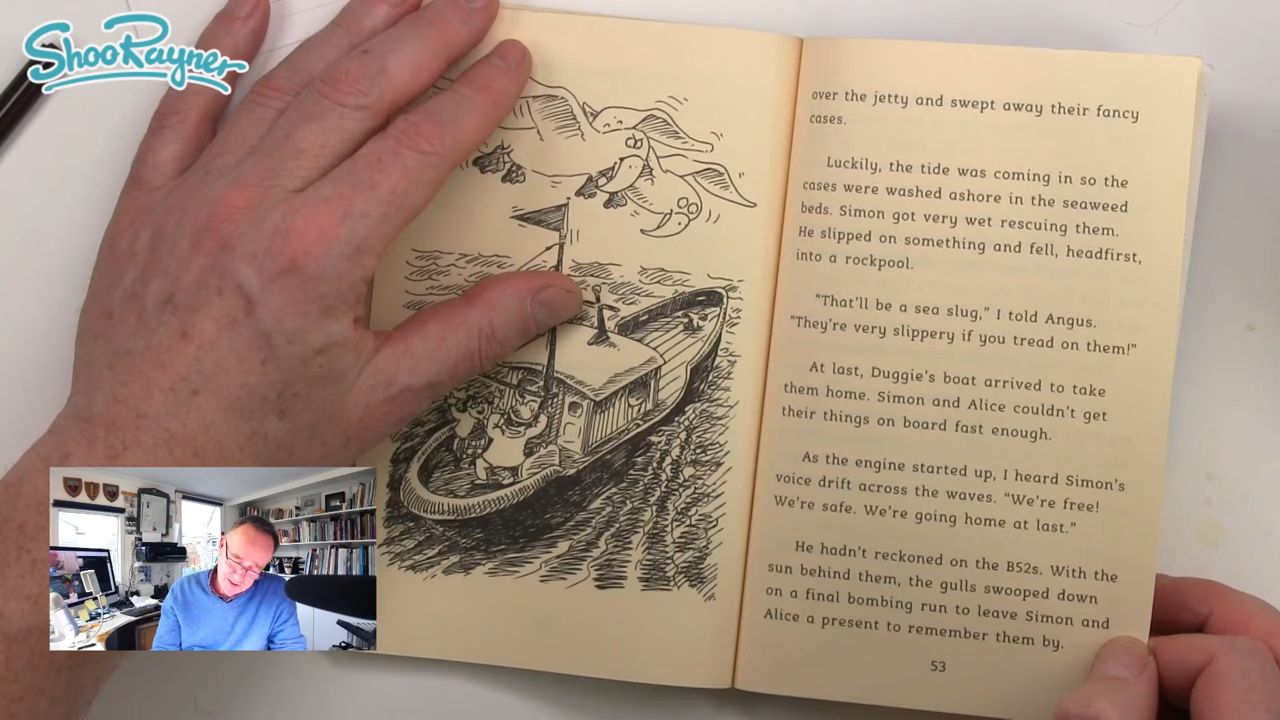 ShooRayner
over the jetty and swept away their fancy
cases.
Luckily, the tide was coming in so the
cases were washed ashore in the seaweed
beds. Simon got very wet rescuing them.
He slipped on something and fell, headfirst,
into a rockpool.
“That’ll be a sea slug,” I told Angus.
“They’re very slippery if you tread on them!”
At last, Duggie’s boat arrived to take
them home. Simon and Alice couldn’t get
their things on board fast enough.
As the engine started up, I heard Simon’s
voice drift across the waves. “We’re free!
We’re safe. We’re going home at last.”
He hadn’t reckoned on the B52s. With the
sun behind them, the gulls swooped down
on a final bombing run to leave Simon and
Alice a present to remember them by.
53